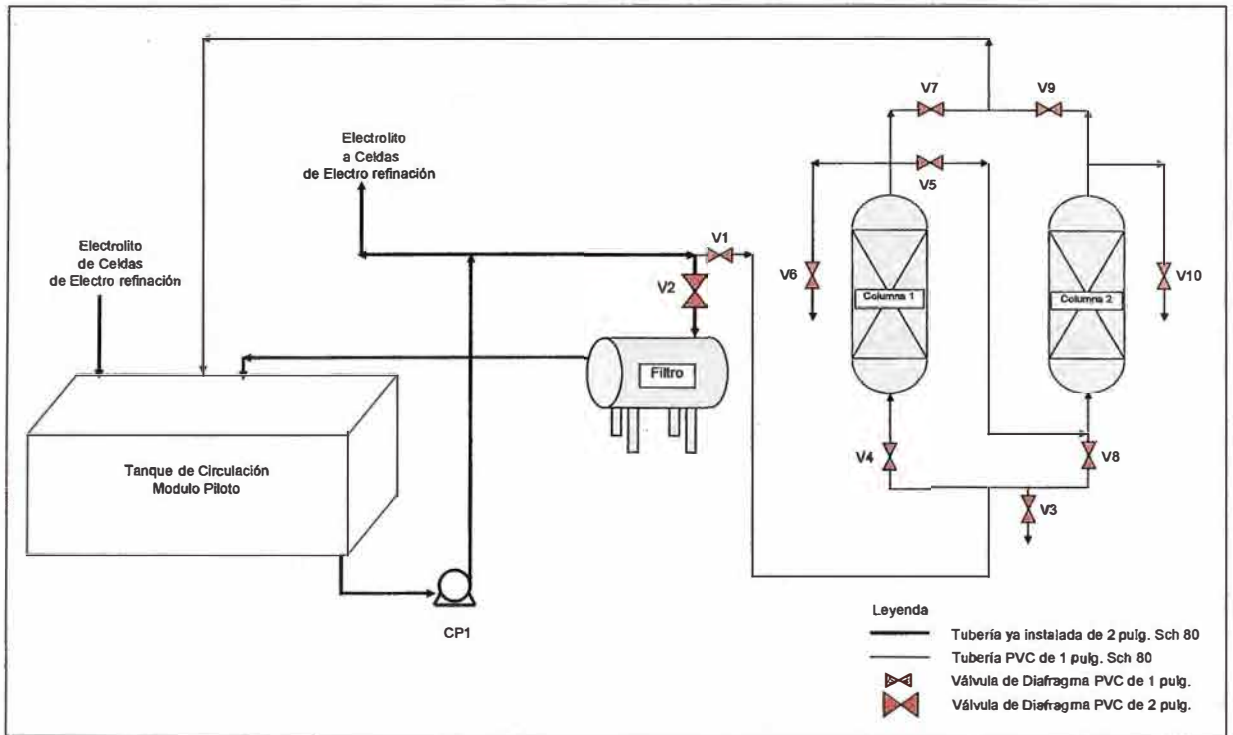 V7
V9
Electrolito
a Celdas
de Electro refinación
V5
V1
Electrolito
de Celdas
de Electro refinación
V6
V10
V2
Columna 1
Columna 2
Filtro
Tanque de Circulación
Modulo Piloto
V4
V8
V3
CP1
Leyenda
Tubería ya instalada de 2 pulg. Sch 80
Tubería PVC de 1 pulg. Sch 80
Válvula de Diafragma PVC de 1 pulg.
Válvula de Diafragma PVC de 2 pulg.